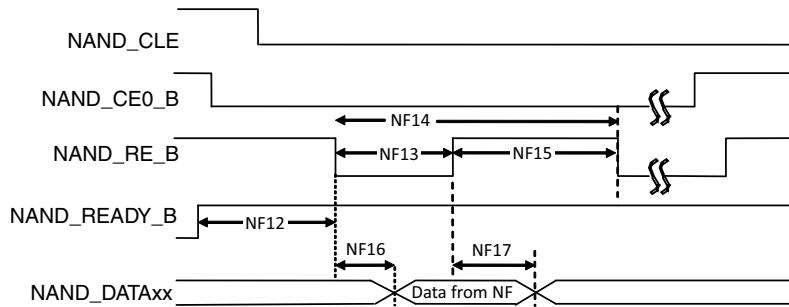 NAND_CLE
NAND_CE0_B
NF14
NAND_RE_B
NF13
NF15
NAND_READY_B
NF12
NF16
NF17
NAND_DATAxx
Data from NF